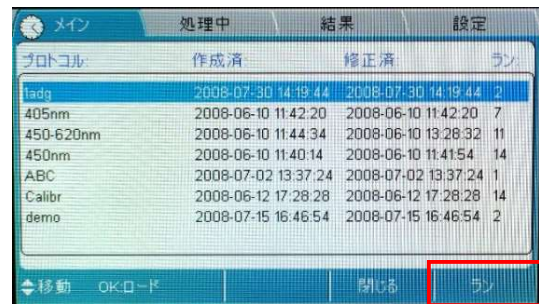 メイン 処理中 結果 設定
プロトコル: 作成済 修正済 ラン:
1adg 2008-07-30 14:19:44 2008-07-30 14:19:44 2
405nm 2008-06-10 11:42:20 2008-06-10 11:42:20 7
450-620nm 2008-06-10 11:44:34 2008-06-10 13:28:32 11
450nm 2008-06-10 11:40:14 2008-06-10 11:41:54 14
ABC 2008-07-02 13:37:24 2008-07-02 13:37:24 1
Calibr 2008-06-12 17:28:28 2008-06-12 17:28:28 14
demo 2008-07-15 16:46:54 2008-07-15 16:46:54 2
移動 OK:ロード 閉じる ラン